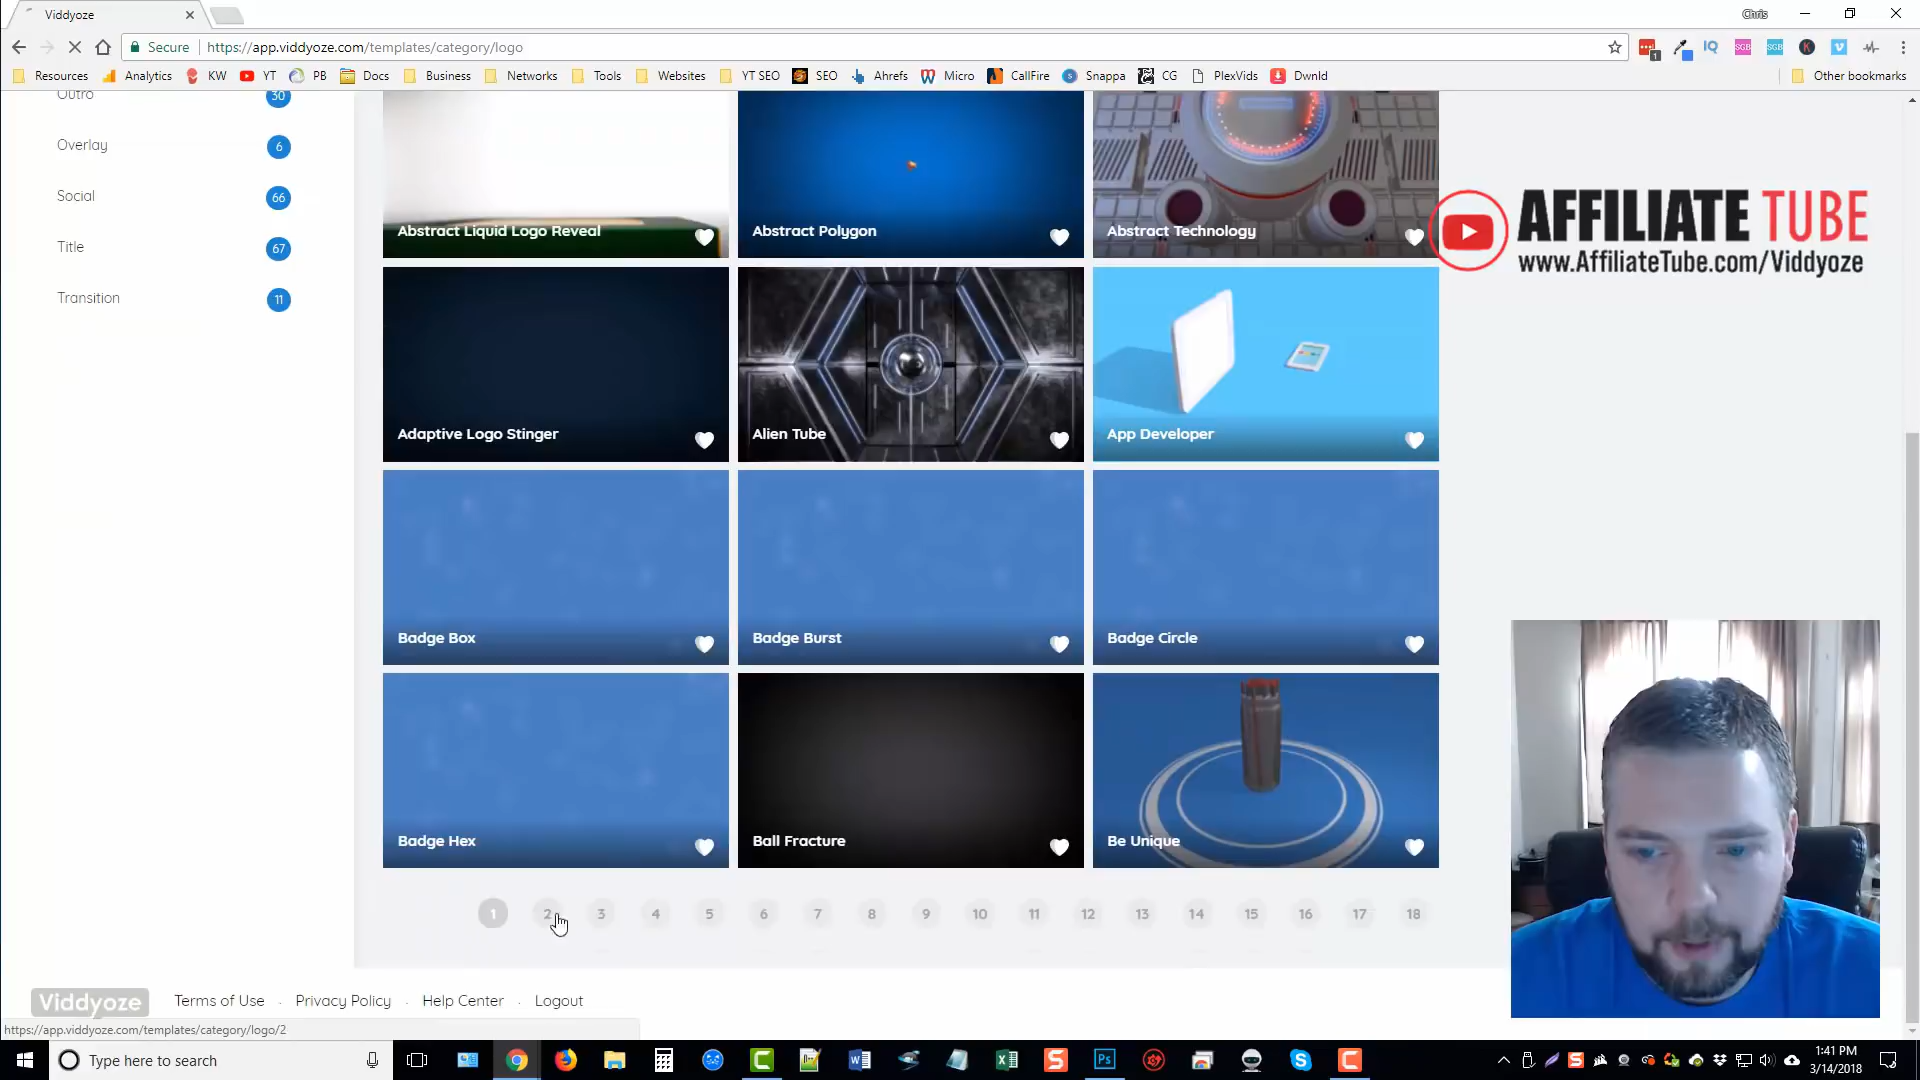 Viddyoze
Chris
Secure
https://app.viddyoze.com/templates/category/logo
Resources Analytics KW YT PB Docs Business Networks Tools Websites YT SEO SEO Ahrefs Micro CallFire Snappa CG PlexVids Dwnld Other bookmarks
Outro 30
Overlay 6
Social 66
Title 67
Transition 11
Abstract Liquid Logo Reveal
Abstract Polygon
Abstract Technology
AFFILIATE TUBE
www.AffiliateTube.com/Viddyoze
Adaptive Logo Stinger
Alien Tube
App Developer
Badge Box
Badge Burst
Badge Circle
Badge Hex
Ball Fracture
Be Unique
1 2 3 4 5 6 7 8 9 10 11 12 13 14 15 16 17 18
Viddyoze Terms of Use · Privacy Policy · Help Center · Logout
https://app.viddyoze.com/templates/category/logo/2
Type here to search
1:41 PM
3/14/2018